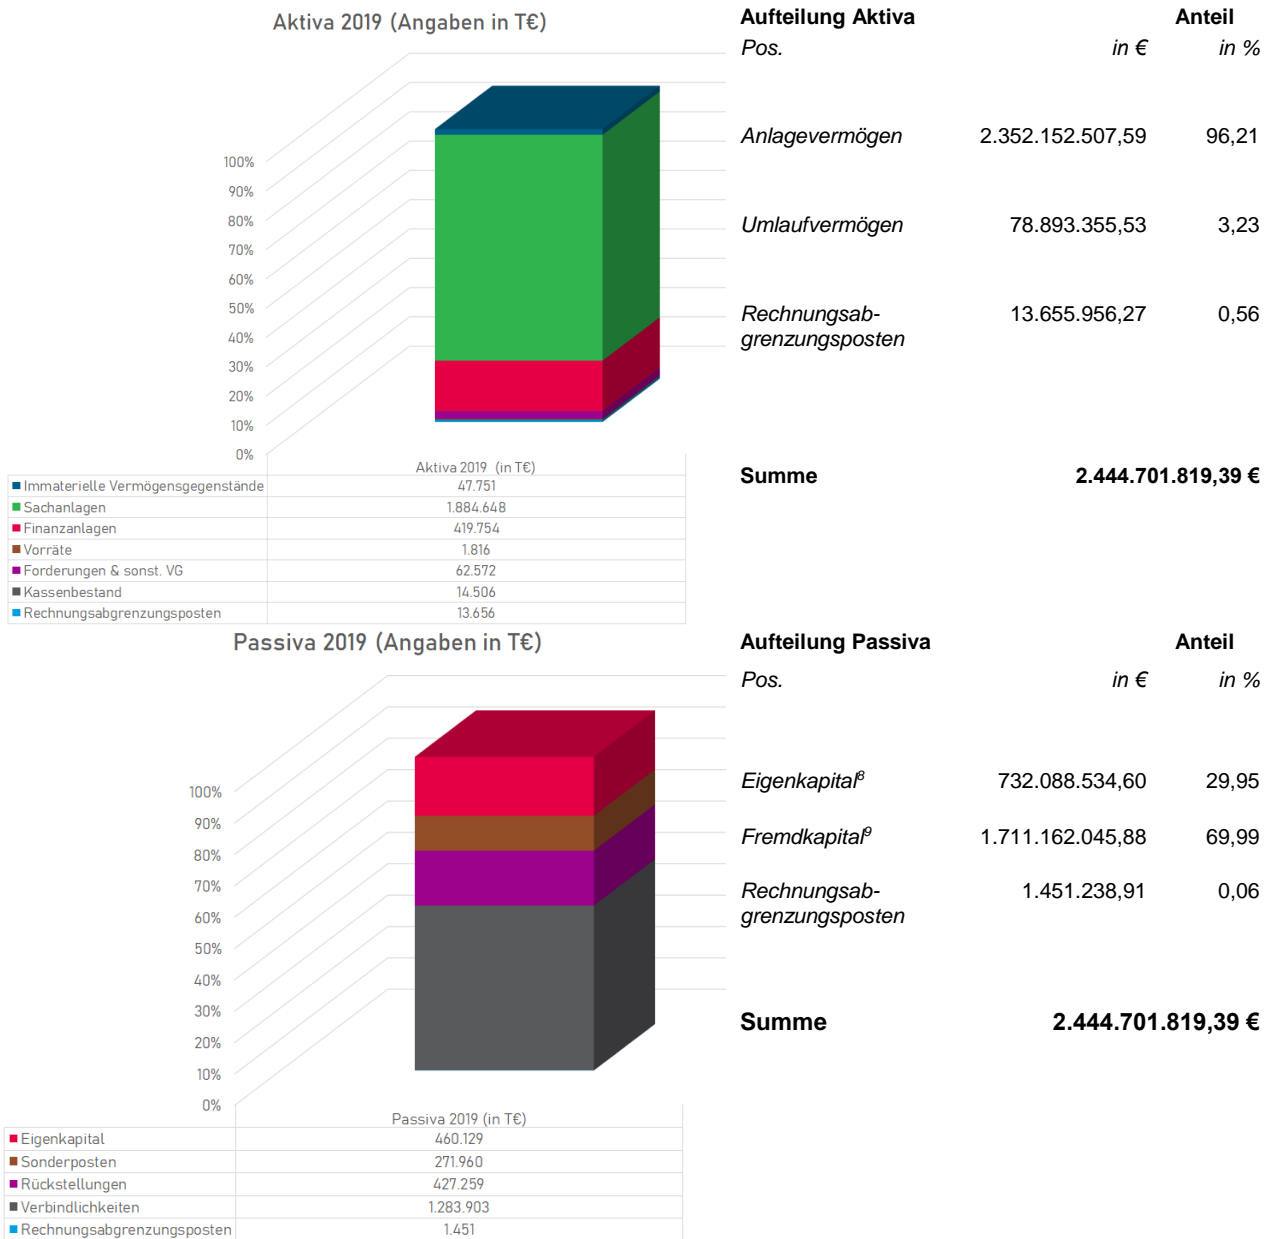 Aktiva 2019 (Angaben in T€)
100%
90%
80%
70%
60%
50%
40%
30%
20%
10%
0%
Aktiva 2019 (in T€)
Immaterielle Vermögensgegenstände 47.751
Sachanlagen 1.884.648
Finanzanlagen 419.754
Vorräte 1.816
Forderungen & sonst. VG 62.572
Kassenbestand 14.506
Rechnungsabgrenzungsposten 13.656
Aufteilung Aktiva Anteil
Pos. in € in %
Anlagevermögen 2.352.152.507,59 96,21
Umlaufvermögen 78.893.355,53 3,23
Rechnungsab- 13.655.956,27 0,56
grenzungsposten
Summe 2.444.701.819,39 €
Passiva 2019 (Angaben in T€)
100%
90%
80%
70%
60%
50%
40%
30%
20%
10%
0%
Passiva 2019 (in T€)
Eigenkapital 460.129
Sonderposten 271.960
Rückstellungen 427.259
Verbindlichkeiten 1.283.903
Rechnungsabgrenzungsposten 1.451
Aufteilung Passiva Anteil
Pos. in € in %
Eigenkapital⁸ 732.088.534,60 29,95
Fremdkapital⁹ 1.711.162.045,88 69,99
Rechnungsab- 1.451.238,91 0,06
grenzungsposten
Summe 2.444.701.819,39 €